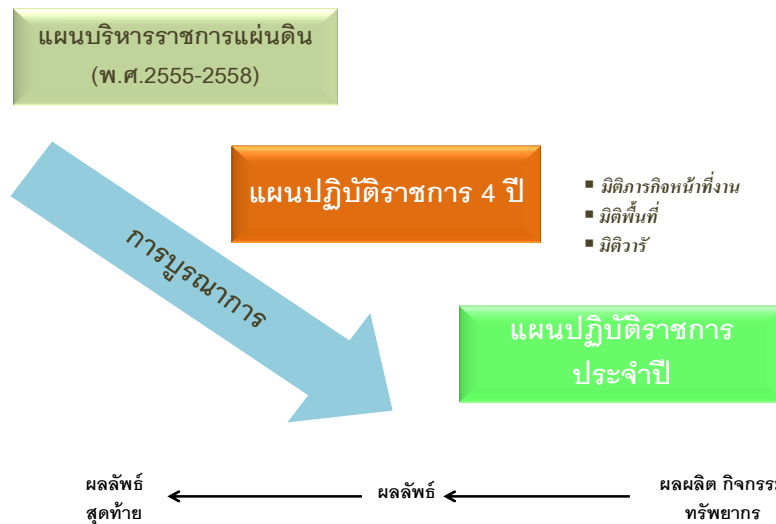 แผนบริหารราชการแผ่นดิน
(พ.ศ.2555-2558)
แผนปฏิบัติราชการ 4 ปี
▪ มิติภารกิจหน้าที่งาน
▪ มิติพื้นที่
▪ มิติวารั
การบูรณาการ
แผนปฏิบัติราชการ
ประจำปี
ผลลัพธ์
สุดท้าย
ผลลัพธ์
ผลผลิต
ทรัพยากร